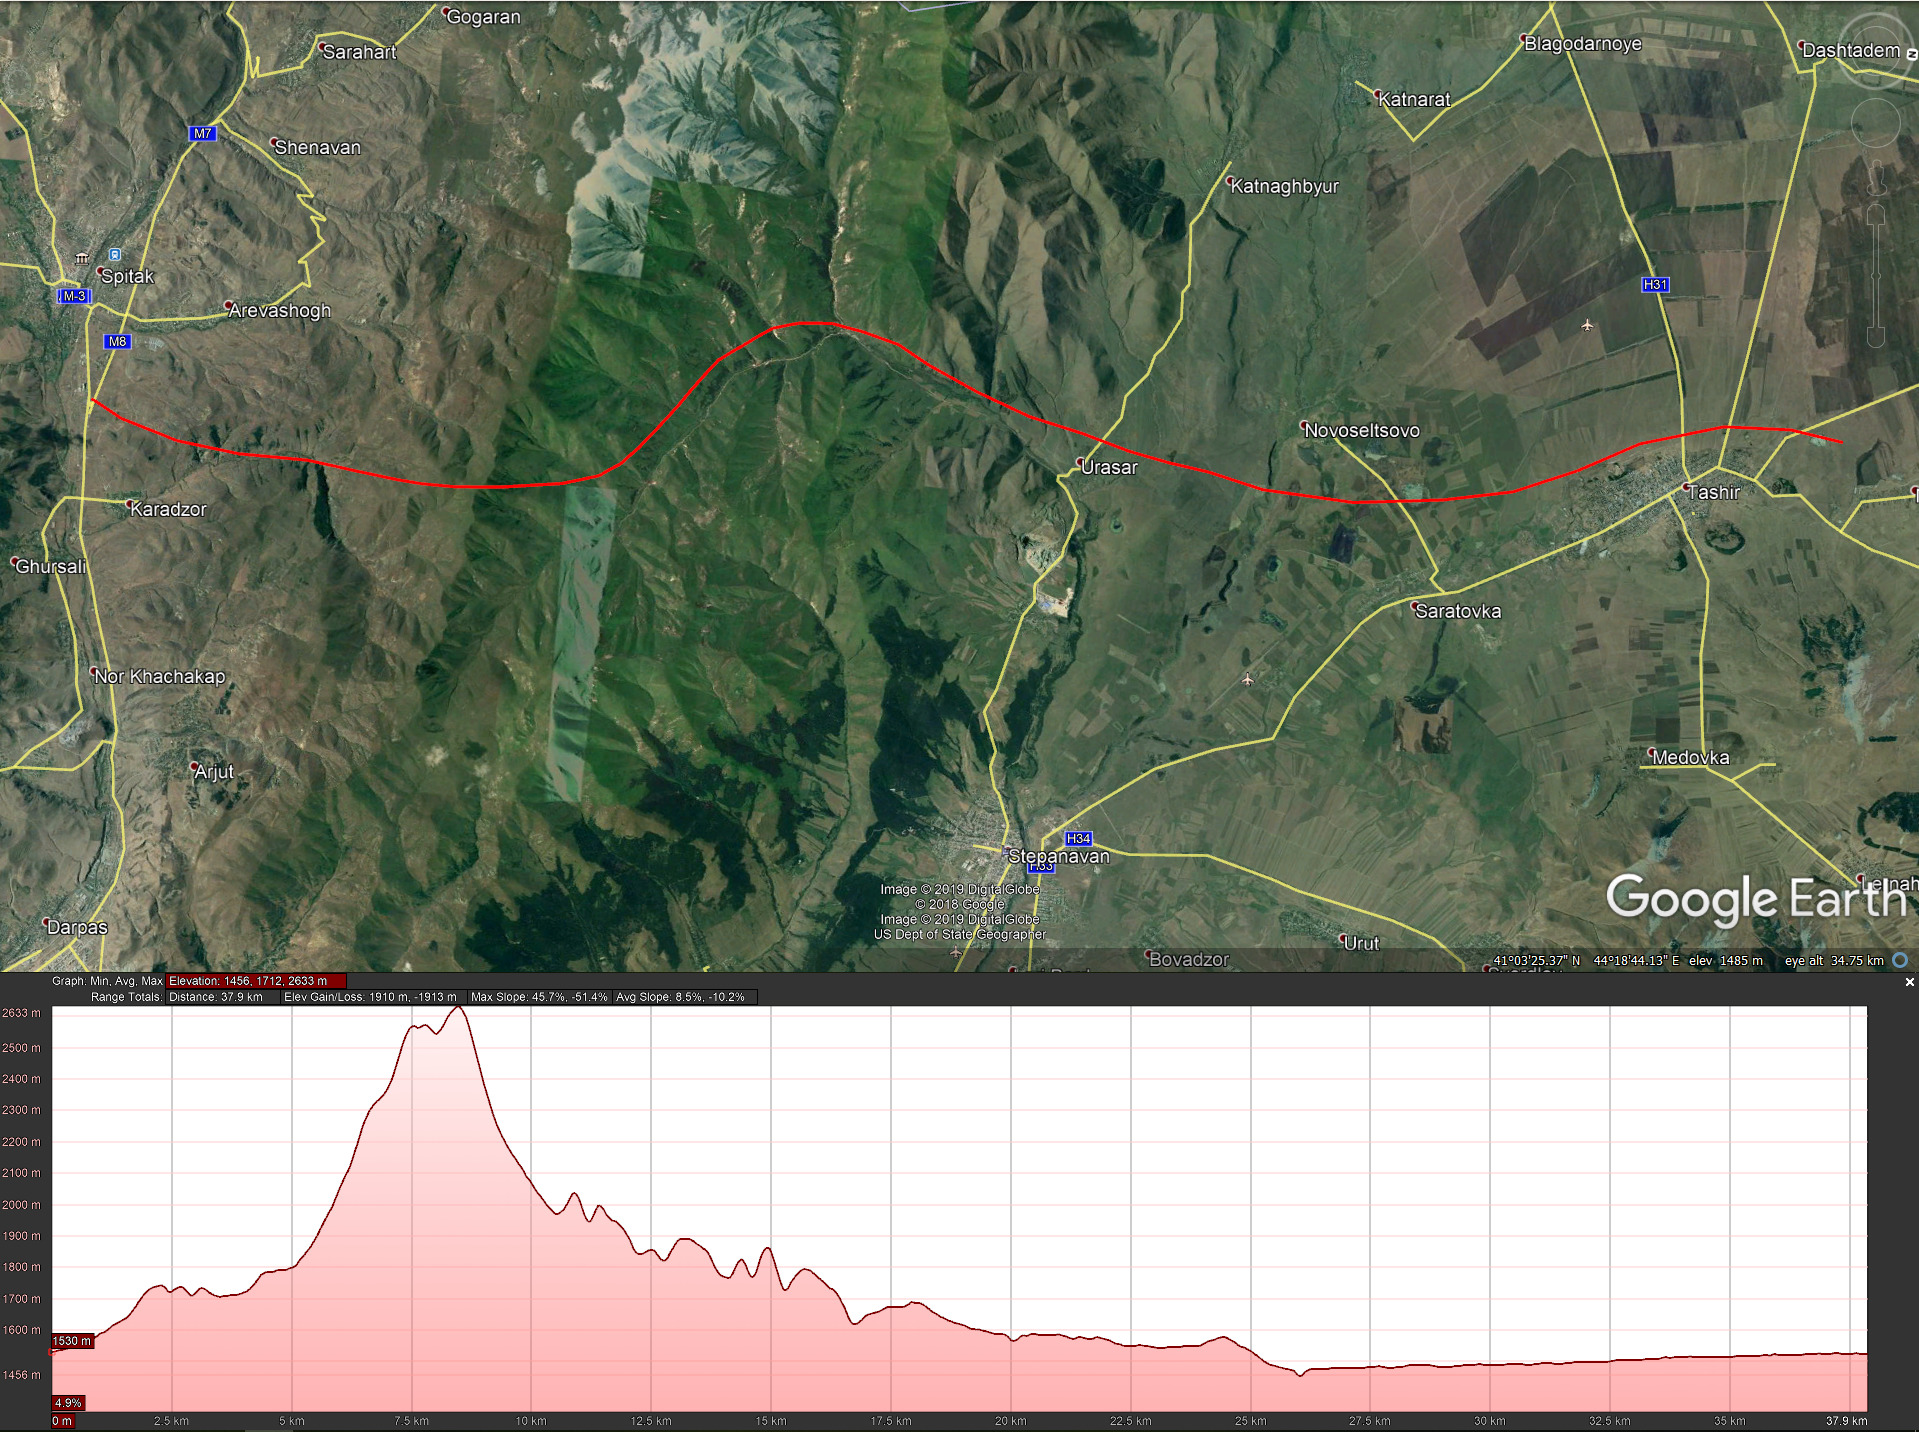 Gogaran
Sarahart
Blagodarnoye
Dashtadem
Katnarat
M7
Shenavan
Katnaghbyur
Spitak
M-3
H31
Arevashogh
M8
Novoseltsovo
Urasar
Tashir
Karadzor
Ghursali
Saratovka
Nor Khachakap
Medovka
Arjut
H34
Stepanavan
H33
Image © 2019 DigitalGlobe
© 2018 Google
Image © 2019 DigitalGlobe
US Dept of State Geographer
Google Earth
Darpas
Urut
Bovadzor
41°03'25.37" N 44°18'44.13" E elev 1485 m eye alt 34.75 km
Graph: Min, Avg, Max Elevation: 1456, 1712, 2633 m
Range Totals: Distance: 37.9 km Elev Gain/Loss: 1910 m, -1913 m Max Slope: 45.7%, -51.4% Avg Slope: 8.5%, -10.2%
2633 m
2500 m
2400 m
2300 m
2200 m
2100 m
2000 m
1900 m
1800 m
1700 m
1600 m
1530 m
1456 m
4.9%
0 m 2.5 km 5 km 7.5 km 10 km 12.5 km 15 km 17.5 km 20 km 22.5 km 25 km 27.5 km 30 km 32.5 km 35 km 37.9 km